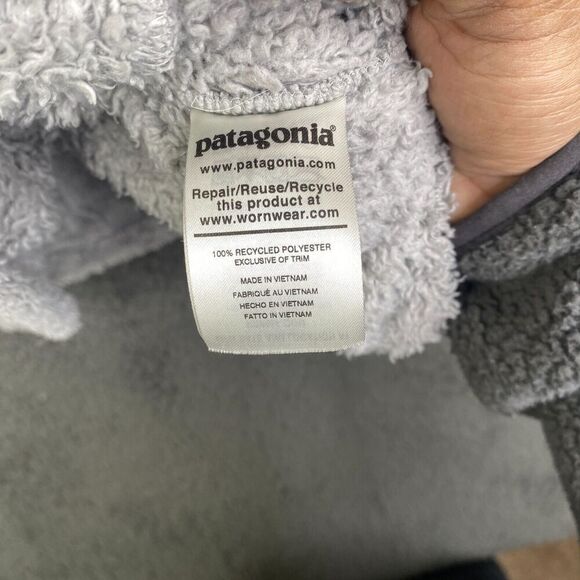 patagonia®
www.patagonia.com
Repair/Reuse/Recycle
this product at
www.wornwear.com
100% RECYCLED POLYESTER
EXCLUSIVE OF TRIM
MADE IN VIETNAM
FABRIQUÉ AU VIETNAM
HECHO EN VIETNAM
FATTO IN VIETNAM